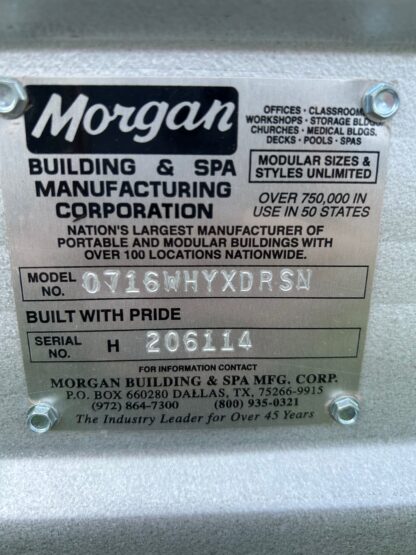 Morgan
OFFICES · CLASSROOMS
WORKSHOPS · STORAGE BLDGS.
CHURCHES · MEDICAL BLDGS.
DECKS · POOLS · SPAS
BUILDING & SPA
MANUFACTURING
CORPORATION
MODULAR SIZES &
STYLES UNLIMITED
OVER 750,000 IN
USE IN 50 STATES
NATION'S LARGEST MANUFACTURER OF
PORTABLE AND MODULAR BUILDINGS WITH
OVER 100 LOCATIONS NATIONWIDE.
MODEL NO. 0716WHYXDRSN
BUILT WITH PRIDE
SERIAL NO. H 206114
FOR INFORMATION CONTACT
MORGAN BUILDING & SPA MFG. CORP.
P.O. BOX 660280 DALLAS, TX, 75266-9915
(972) 864-7300 (800) 935-0321
The Industry Leader for Over 45 Years